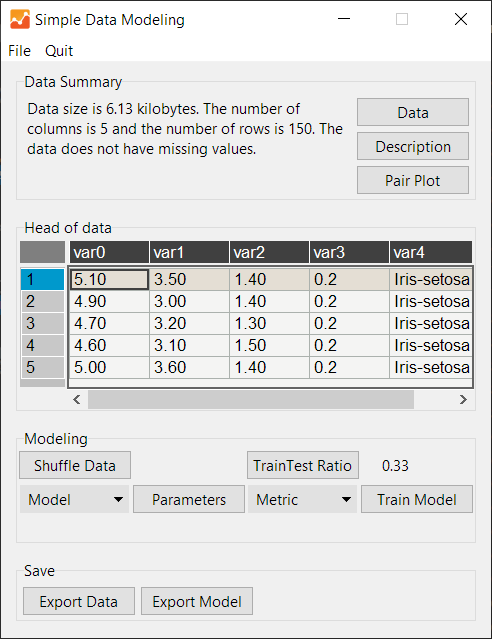 Simple Data Modeling
File Quit
Data Summary
Data size is 6.13 kilobytes. The number of
columns is 5 and the number of rows is 150. The
data does not have missing values.
Data
Description
Pair Plot
Head of data
var0 var1 var2 var3 var4
1 5.10 3.50 1.40 0.2 Iris-setosa
2 4.90 3.00 1.40 0.2 Iris-setosa
3 4.70 3.20 1.30 0.2 Iris-setosa
4 4.60 3.10 1.50 0.2 Iris-setosa
5 5.00 3.60 1.40 0.2 Iris-setosa
Modeling
Shuffle Data TrainTest Ratio 0.33
Model Parameters Metric Train Model
Save
Export Data Export Model